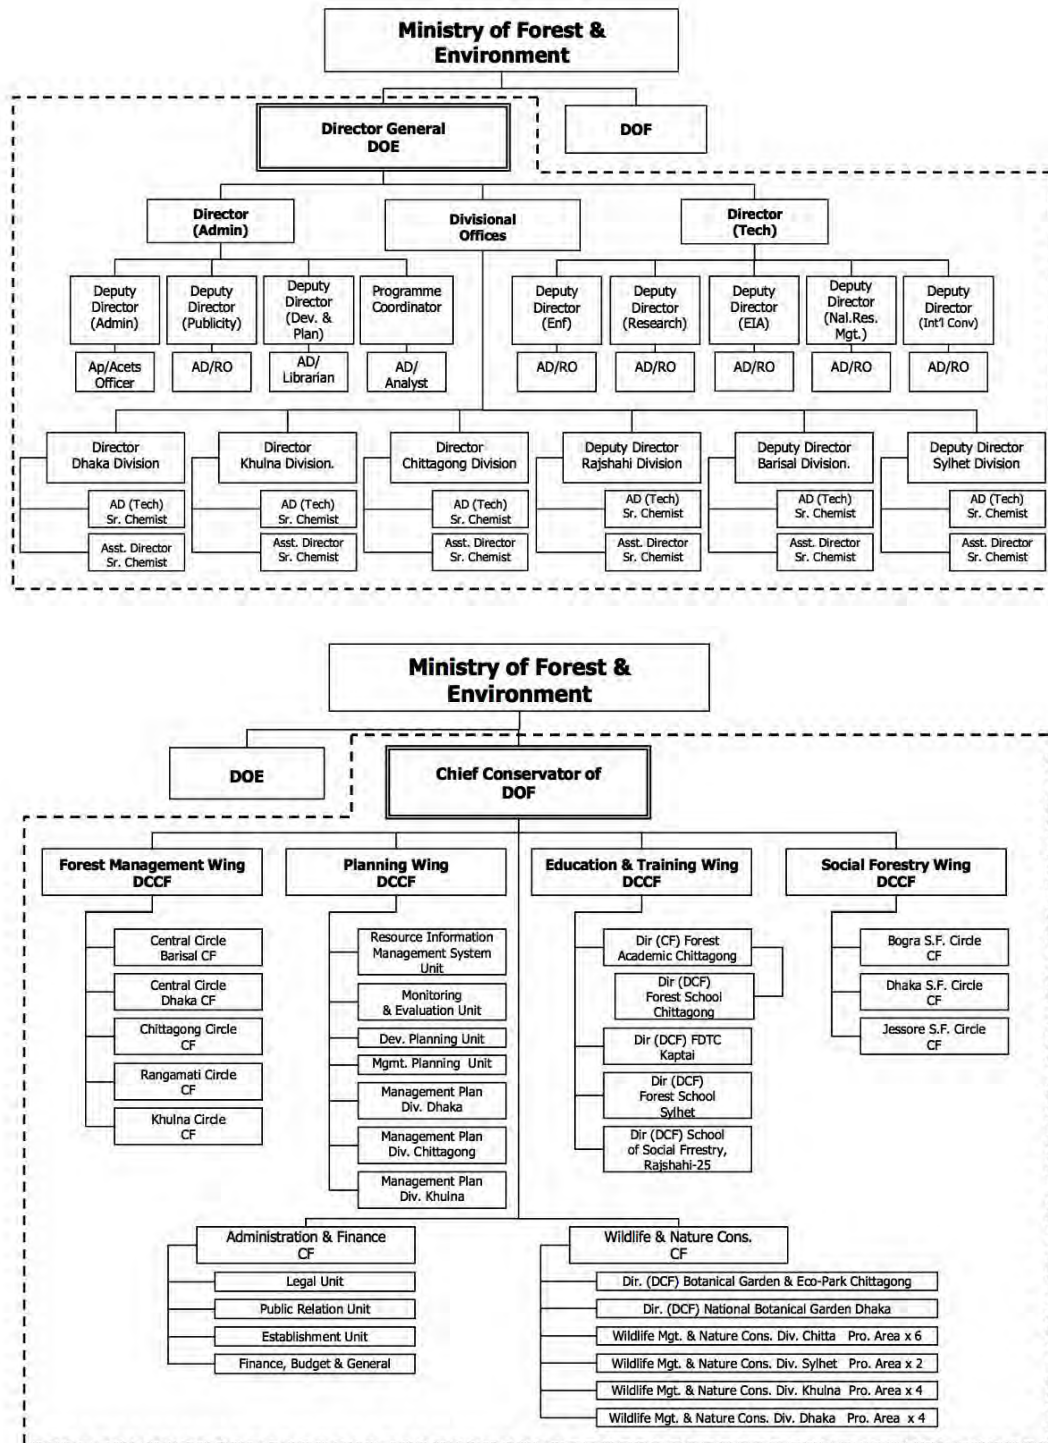 Ministry of Forest &
Environment
Director General
DOE
DOF
Director
(Admin)
Divisional
Offices
Director
(Tech)
Deputy
Director
(Admin)
Deputy
Director
(Publicity)
Deputy
Director
(Dev. &
Plan)
Programme
Coordinator
Deputy
Director
(Enf)
Deputy
Director
(Research)
Deputy
Director
(EIA)
Deputy
Director
(Nal.Res.
Mgt.)
Deputy
Director
(Int'l Conv)
Ap/Acets
Officer
AD/RO
AD/
Librarian
AD/
Analyst
AD/RO
AD/RO
AD/RO
AD/RO
AD/RO
Director
Dhaka Division
Director
Khulna Division.
Director
Chittagong Division
Deputy Director
Rajshahi Division
Deputy Director
Barisal Division.
Deputy Director
Sylhet Division
AD (Tech)
Sr. Chemist
AD (Tech)
Sr. Chemist
AD (Tech)
Sr. Chemist
AD (Tech)
Sr. Chemist
AD (Tech)
Sr. Chemist
AD (Tech)
Sr. Chemist
Asst. Director
Sr. Chemist
Asst. Director
Sr. Chemist
Asst. Director
Sr. Chemist
Asst. Director
Sr. Chemist
Asst. Director
Sr. Chemist
Asst. Director
Sr. Chemist
Ministry of Forest &
Environment
DOE
Chief Conservator of
DOF
Forest Management Wing
DCCF
Planning Wing
DCCF
Education & Training Wing
DCCF
Social Forestry Wing
DCCF
Central Circle
Barisal CF
Central Circle
Dhaka CF
Chittagong Circle
CF
Rangamati Circle
CF
Khulna Circle
CF
Resource Information
Management System
Unit
Monitoring
& Evaluation Unit
Dev. Planning Unit
Mgmt. Planning Unit
Management Plan
Div. Dhaka
Management Plan
Div. Chittagong
Management Plan
Div. Khulna
Dir (CF) Forest
Academic Chittagong
Dir (DCF)
Forest School
Chittagong
Dir (DCF) FDTC
Kaptai
Dir (DCF)
Forest School
Sylhet
Dir (DCF) School
of Social Frrestry,
Rajshahi-25
Bogra S.F. Circle
CF
Dhaka S.F. Circle
CF
Jessore S.F. Circle
CF
Administration & Finance
CF
Legal Unit
Public Relation Unit
Establishment Unit
Finance, Budget & General
Wildlife & Nature Cons.
CF
Dir. (DCF) Botanical Garden & Eco-Park Chittagong
Dir. (DCF) National Botanical Garden Dhaka
Wildlife Mgt. & Nature Cons. Div. Chitta Pro. Area x 6
Wildlife Mgt. & Nature Cons. Div. Sylhet Pro. Area x 2
Wildlife Mgt. & Nature Cons. Div. Khulna Pro. Area x 4
Wildlife Mgt. & Nature Cons. Div. Dhaka Pro. Area x 4